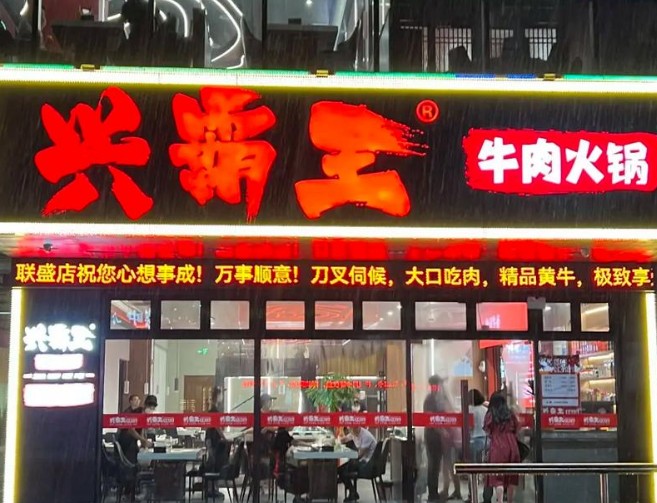 兴霸王®
牛肉火锅
联盛店祝您心想事成！万事顺意！刀叉伺候，大口吃肉，精品黄牛，极致享
兴霸王